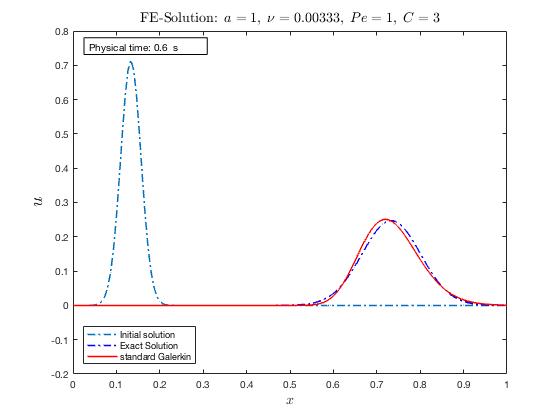 FE-Solution: a = 1, ν = 0.00333, Pe = 1, C = 3
Physical time: 0.6 s
0.8
0.7
0.6
0.5
0.4
0.3
0.2
0.1
0
-0.1
-0.2
u
Initial solution
Exact Solution
standard Galerkin
0 0.1 0.2 0.3 0.4 0.5 0.6 0.7 0.8 0.9 1
x